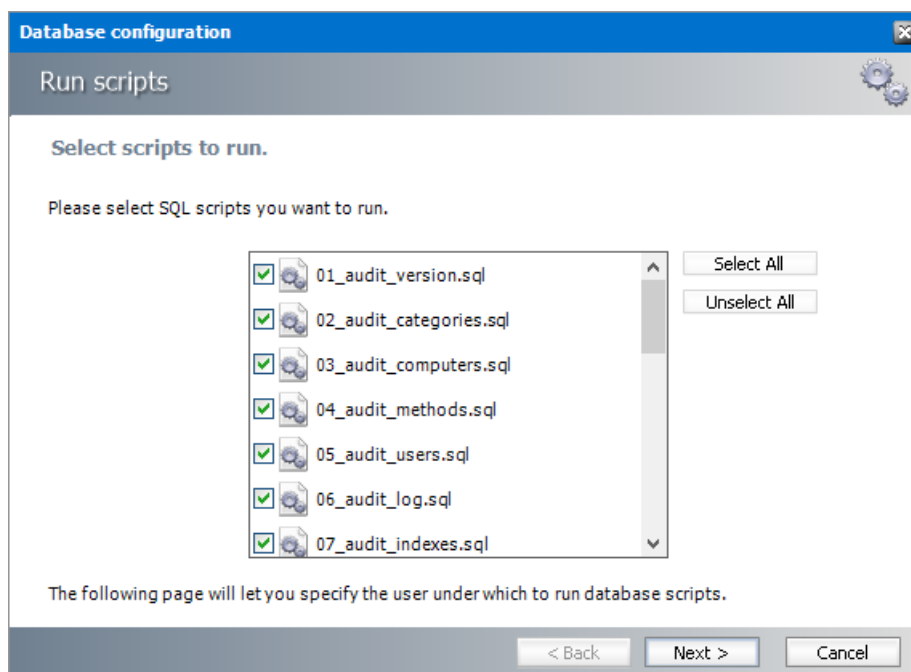 Database configuration
Run scripts
Select scripts to run.
Please select SQL scripts you want to run.
01_audit_version.sql
Select All
02_audit_categories.sql
Unselect All
03_audit_computers.sql
04_audit_methods.sql
05_audit_users.sql
06_audit_log.sql
07_audit_indexes.sql
The following page will let you specify the user under which to run database scripts.
< Back
Next >
Cancel